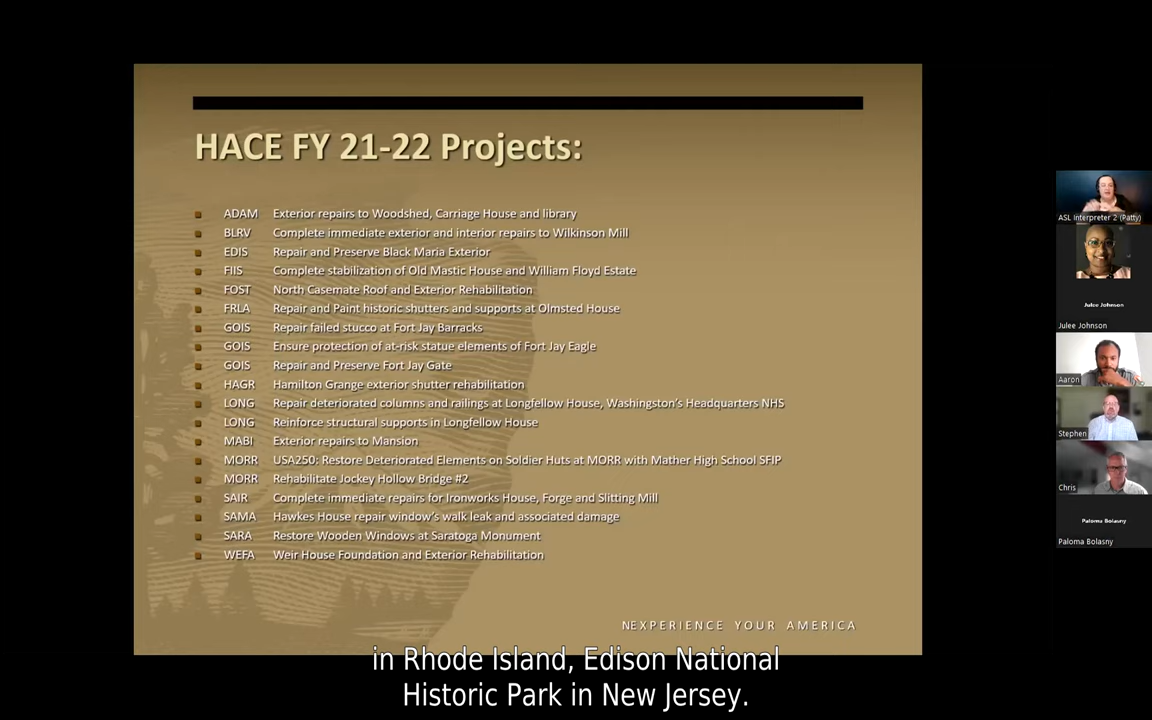 HACE FY 21-22 Projects:
ADAM Exterior repairs to Woodshed, Carriage House and library
BLRV Complete immediate exterior and interior repairs to Wilkinson Mill
EDIS Repair and Preserve Black Maria Exterior
FIIS Complete stabilization of Old Mastic House and William Floyd Estate
FOST North Casemate Roof and Exterior Rehabilitation
FRLA Repair and Paint historic shutters and supports at Olmsted House
GOIS Repair failed stucco at Fort Jay Barracks
GOIS Ensure protection of at-risk statue elements of Fort Jay Eagle
GOIS Repair and Preserve Fort Jay Gate
HAGR Hamilton Grange exterior shutter rehabilitation
LONG Repair deteriorated columns and railings at Longfellow House, Washingston's Headquarters NHS
LONG Reinforce structural supports in Longfellow House
MABI Exterior repairs to Mansion
MORR USA250: Restore Deteriorated Elements on Soldier Huts at MORR with Mather High School SFIP
MORR Rehabilitate Jockey Hollow Bridge #2
SAIR Complete immediate repairs for Ironworks House, Forge and Slitting Mill
SAMA Hawkes House repair window's walk leak and associated damage
SARA Restore Wooden Windows at Saratoga Monument
WEFA Weir House Foundation and Exterior Rehabilitation
NEXPERIENCE YOUR AMERICA
in Rhode Island, Edison National
Historic Park in New Jersey.
ASL Interpreter 2 (Patty)
Julee Johnson
Julee Johnson
Aaron
Stephen
Chris
Paloma Bolasny
Paloma Bolasny